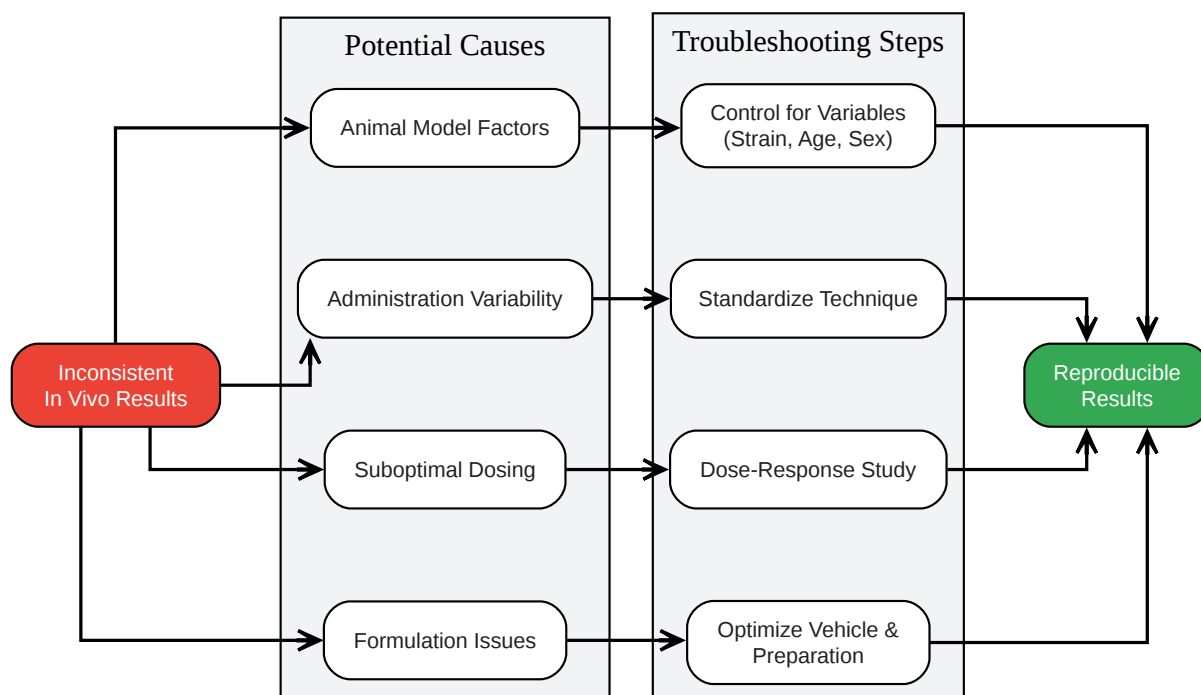 Potential Causes
Troubleshooting Steps
Animal Model Factors
Control for Variables
(Strain, Age, Sex)
Administration Variability
Standardize Technique
Inconsistent
In Vivo Results
Reproducible
Results
Suboptimal Dosing
Dose-Response Study
Formulation Issues
Optimize Vehicle &
Preparation